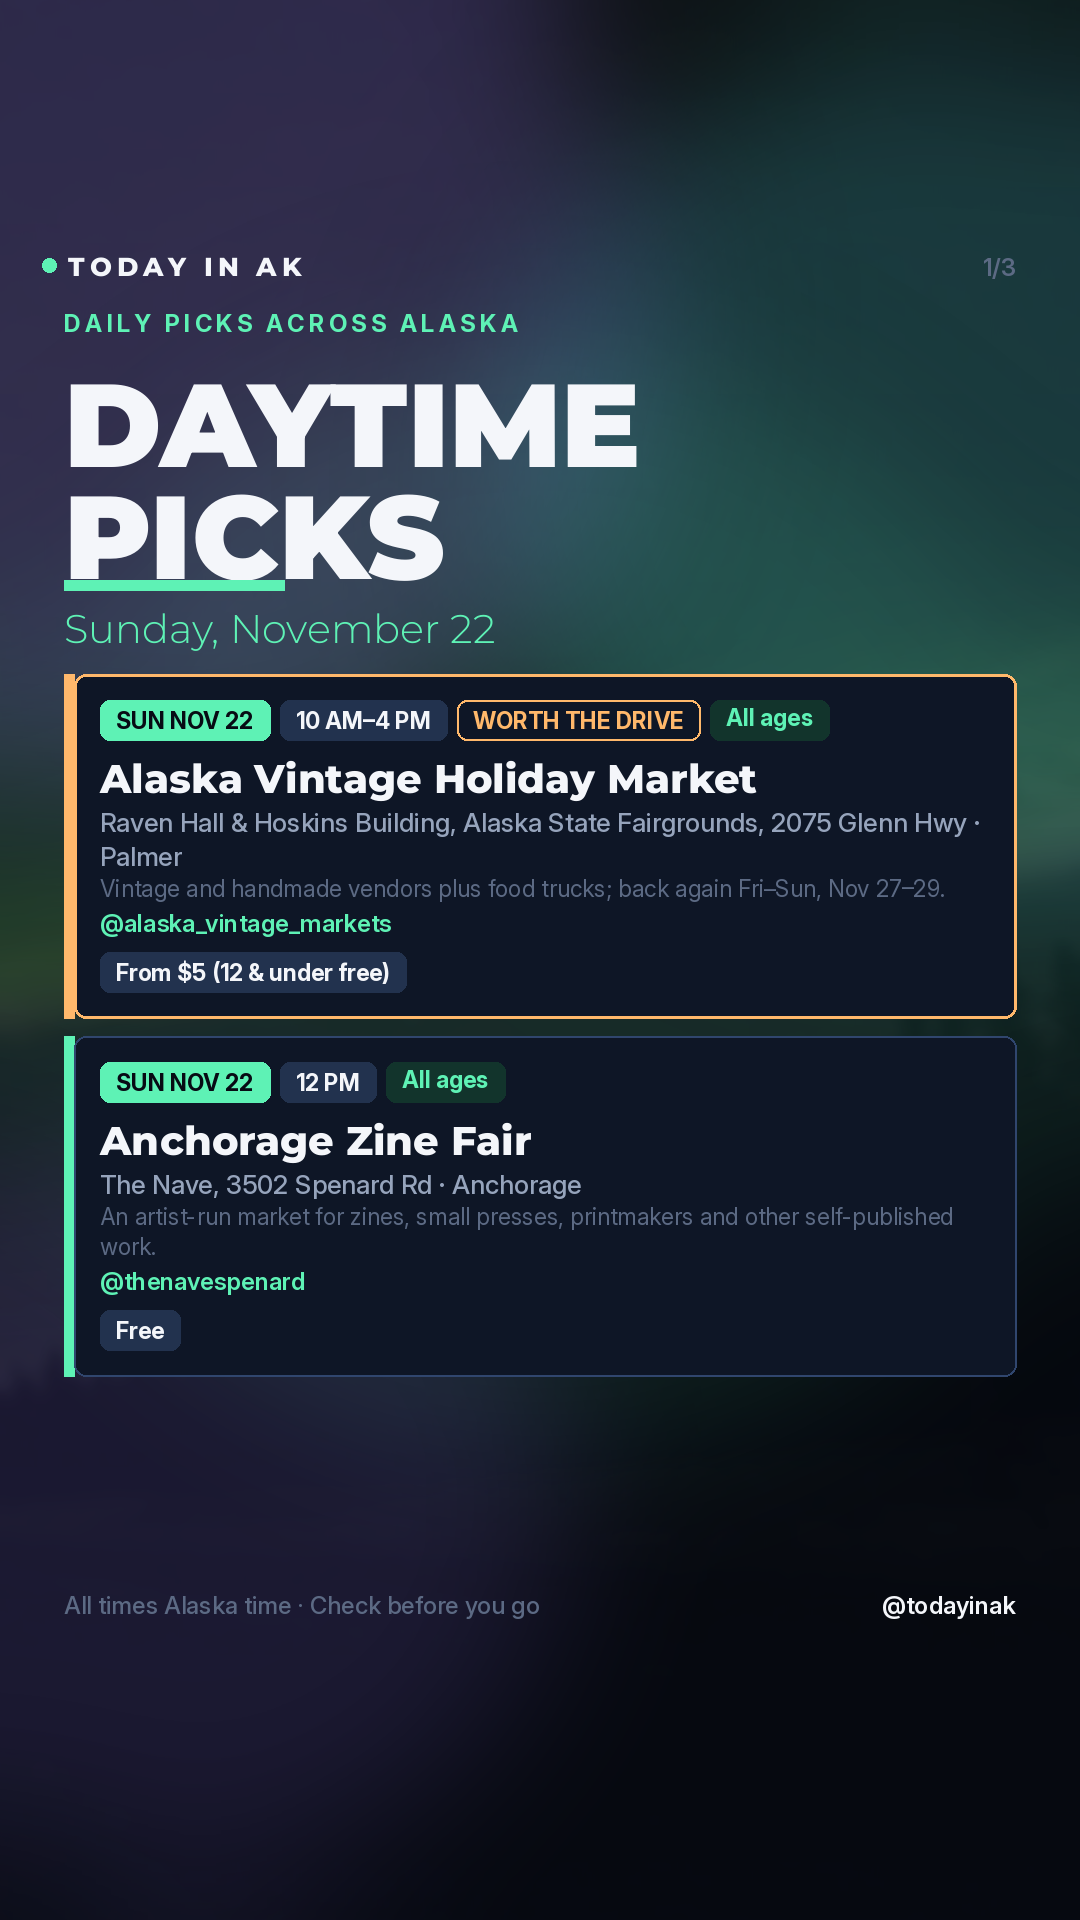 TODAY IN AK
1/3
DAILY PICKS ACROSS ALASKA
DAYTIME
PICKS
Sunday, November 22
SUN NOV 22 10 AM–4 PM WORTH THE DRIVE All ages
Alaska Vintage Holiday Market
Raven Hall & Hoskins Building, Alaska State Fairgrounds, 2075 Glenn Hwy ·
Palmer
Vintage and handmade vendors plus food trucks; back again Fri–Sun, Nov 27–29.
@alaska_vintage_markets
From $5 (12 & under free)
SUN NOV 22 12 PM All ages
Anchorage Zine Fair
The Nave, 3502 Spenard Rd · Anchorage
An artist-run market for zines, small presses, printmakers and other self-published
work.
@thenavespenard
Free
All times Alaska time · Check before you go
@todayinak